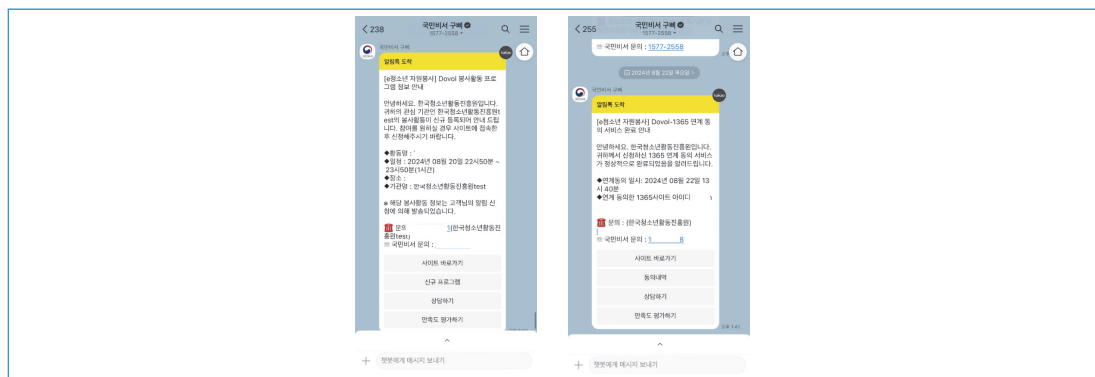 < 238
국민비서 구삐
1577-2558
국민비서 구삐
알림톡 도착
[e청소년 자원봉사] Dovol 봉사활동 프로
그램 정보 안내
안녕하세요. 한국청소년활동진흥원입니다.
귀하의 관심 기관인 한국청소년활동진흥원t
est의 봉사활동이 신규 등록되어 안내 드립
니다. 참여를 원하실 경우 사이트에 접속한
후 신청해주시기 바랍니다.
◆활동명 : '
◆일정 : 2024년 08월 20일 22시50분 ~
23시50분(1시간)
◆장소 :
◆기관명 : 한국청소년활동진흥원test
※ 해당 봉사활동 정보는 고객님의 알림 신
청에 의해 발송되었습니다.
☎ 문의 1(한국청소년활동진
흥원test)
☏ 국민비서 문의 :
사이트 바로가기
신규 프로그램
상담하기
만족도 평가하기
챗봇에게 메시지 보내기
< 255
국민비서 구삐
1577-2558
☏ 국민비서 문의 : 1577-2558
2024년 8월 22일 목요일 >
국민비서 구삐
알림톡 도착
[e청소년 자원봉사] Dovol-1365 연계 동
의 서비스 완료 안내
안녕하세요. 한국청소년활동진흥원입니다.
귀하께서 신청하신 1365 연계 동의 서비스
가 정상적으로 완료되었음을 알려드립니다.
◆연계동의 일시: 2024년 08월 22일 13
시 40분
◆연계 동의한 1365사이트 아이디
☎ 문의 : (한국청소년활동진흥원)
☏ 국민비서 문의 : 1 8
사이트 바로가기
동의내역
상담하기
만족도 평가하기
오후 1:41
챗봇에게 메시지 보내기